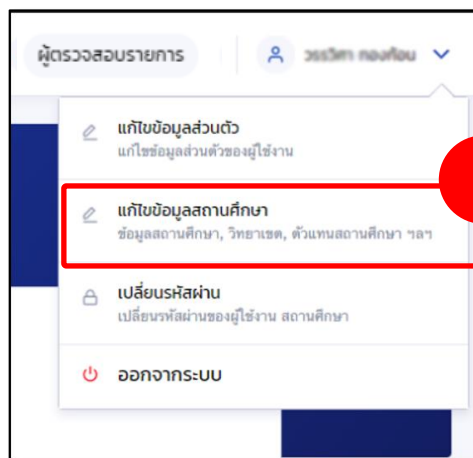 ผู้ตรวจสอบรายการ
แก้ไขข้อมูลส่วนตัว
แก้ไขข้อมูลส่วนตัวของผู้ใช้งาน
แก้ไขข้อมูลสถานศึกษา
ข้อมูลสถานศึกษา, วิทยาเขต, ตัวแทนสถานศึกษา ฯลฯ
เปลี่ยนรหัสผ่าน
เปลี่ยนรหัสผ่านของผู้ใช้งาน สถานศึกษา
ออกจากระบบ